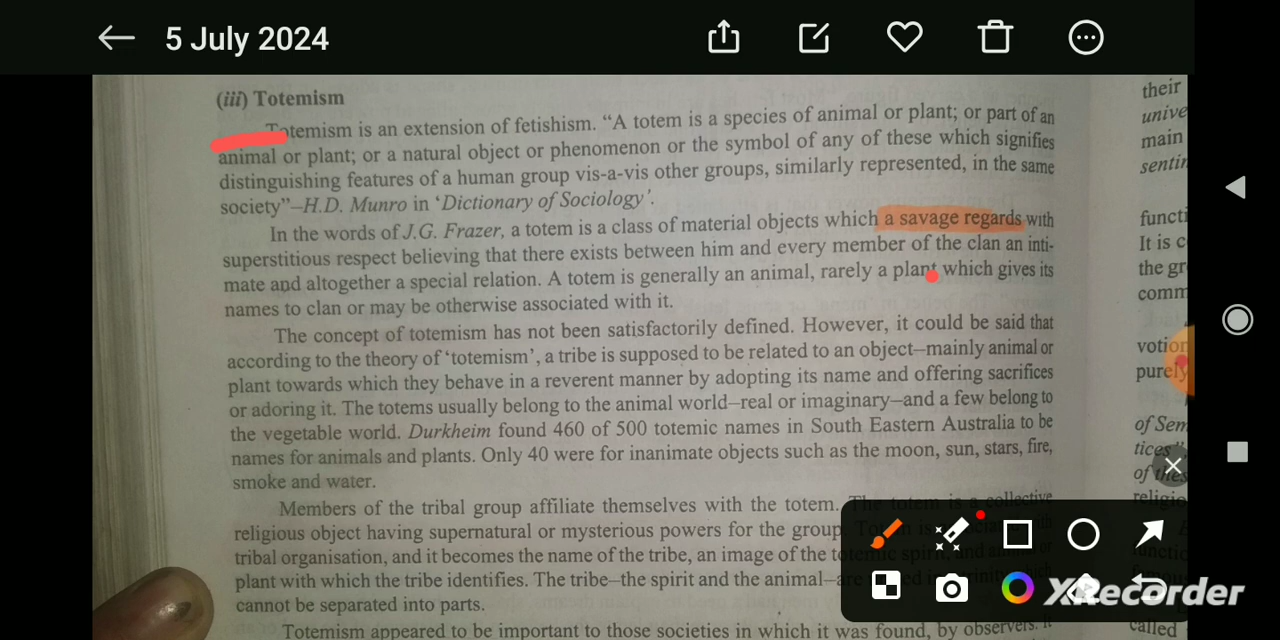 5 July 2024
(iii) Totemism
Totemism is an extension of fetishism. “A totem is a species of animal or plant; or part of an
animal or plant; or a natural object or phenomenon or the symbol of any of these which signifies
distinguishing features of a human group vis-a-vis other groups, similarly represented, in the same
society”–H.D. Munro in ‘Dictionary of Sociology’.
In the words of J.G. Frazer, a totem is a class of material objects which a savage regards with
superstitious respect believing that there exists between him and every member of the clan an inti-
mate and altogether a special relation. A totem is generally an animal, rarely a plant which gives its
names to clan or may be otherwise associated with it.
The concept of totemism has not been satisfactorily defined. However, it could be said that
according to the theory of ‘totemism’, a tribe is supposed to be related to an object–mainly animal or
plant towards which they behave in a reverent manner by adopting its name and offering sacrifices
or adoring it. The totems usually belong to the animal world–real or imaginary–and a few belong to
the vegetable world. Durkheim found 460 of 500 totemic names in South Eastern Australia to be
names for animals and plants. Only 40 were for inanimate objects such as the moon, sun, stars, fire,
smoke and water.
Members of the tribal group affiliate themselves with the totem. The totem is a collective
religious object having supernatural or mysterious powers for the group.
tribal organisation, and it becomes the name of the tribe, an image of the totemic spirit, and
plant with which the tribe identifies. The tribe–the spirit and the animal–are
cannot be separated into parts.
Totemism appeared to be important to those societies in which it was found, by observers. It
their
unive
main
sentin
functi
It is c
the gr
comm
votion
purely
of Sem
tices”
of thes
religio
called
XRecorder